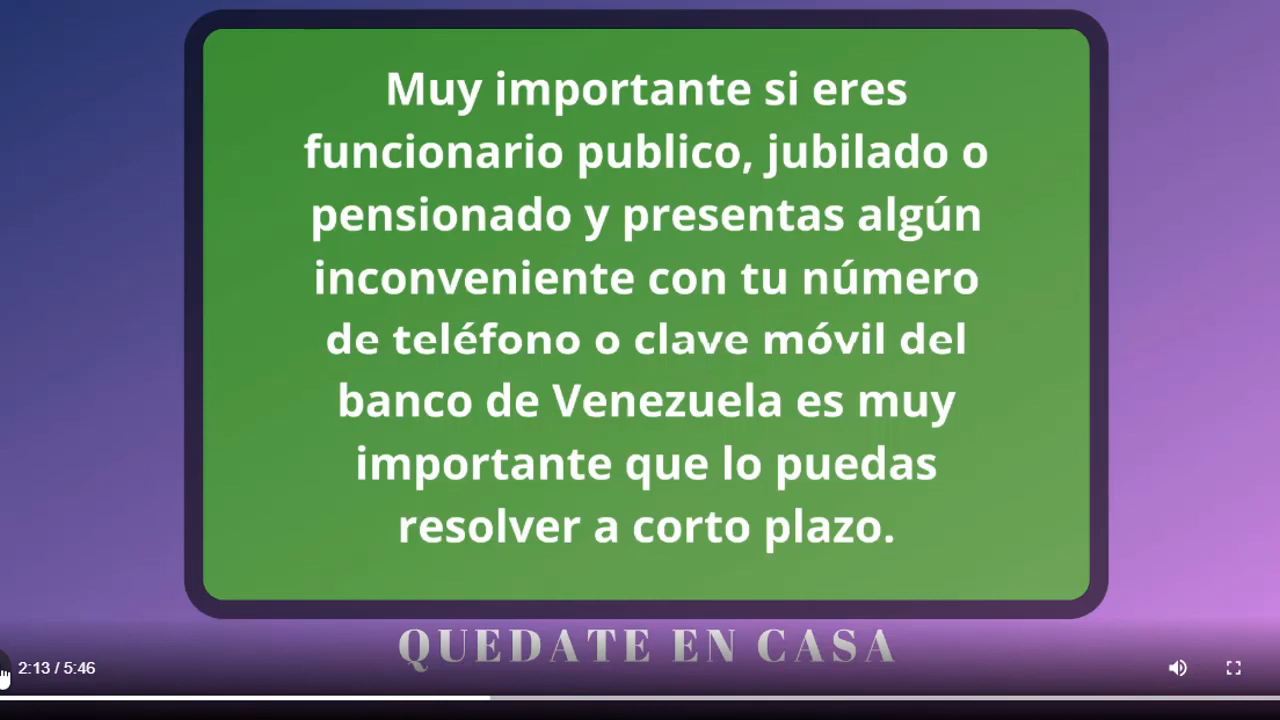 Muy importante si eres
funcionario publico, jubilado o
pensionado y presentas algún
inconveniente con tu número
de teléfono o clave móvil del
banco de Venezuela es muy
importante que lo puedas
resolver a corto plazo.
QUEDATE EN CASA
2:13 / 5:46